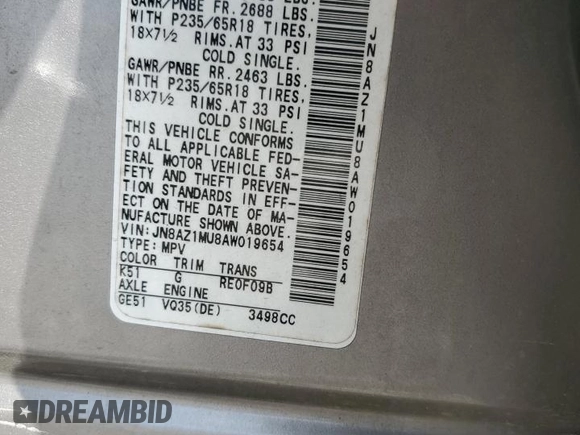 GAWR/PNBE FR. 2688 LBS.
WITH P235/65R18 TIRES,
18X7½ RIMS.AT 33 PSI
COLD SINGLE.
GAWR/PNBE RR. 2463 LBS.
WITH P235/65R18 TIRES,
18X7½ RIMS.AT 33 PSI
COLD SINGLE.
THIS VEHICLE CONFORMS
TO ALL APPLICABLE FED-
ERAL MOTOR VEHICLE SA-
FETY AND THEFT PREVEN-
TION STANDARDS IN EFF-
ECT ON THE DATE OF MA-
NUFACTURE SHOWN ABOVE.
VIN: JN8AZ1MU8AW019654
TYPE: MPV
COLOR TRIM TRANS
K51 G RE0F09B
AXLE ENGINE
GE51 VQ35(DE) 3498CC
JN8AZ1MU8AW019654
DREAMBID